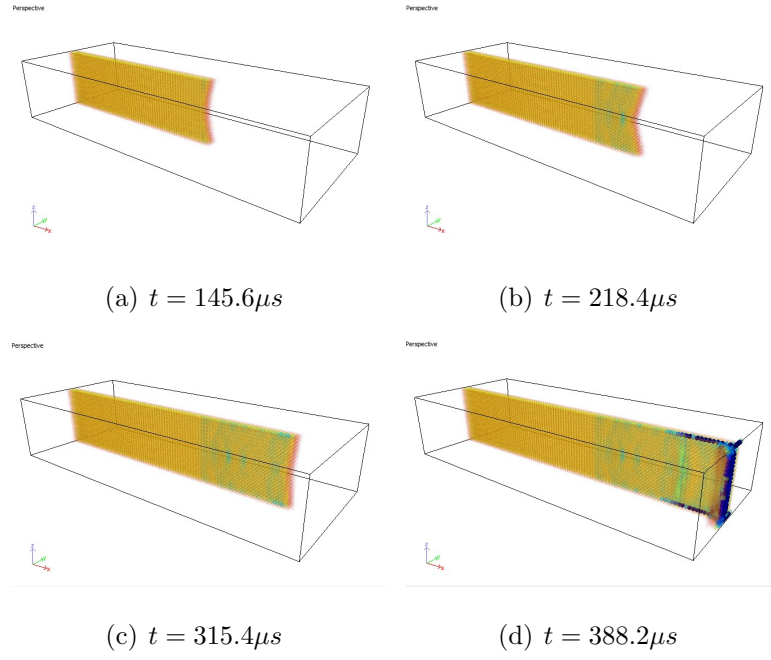 Perspective
Perspective
z
y
x
z
y
x
(a) t = 145.6μs
(b) t = 218.4μs
Perspective
Perspective
z
y
x
z
y
x
(c) t = 315.4μs
(d) t = 388.2μs